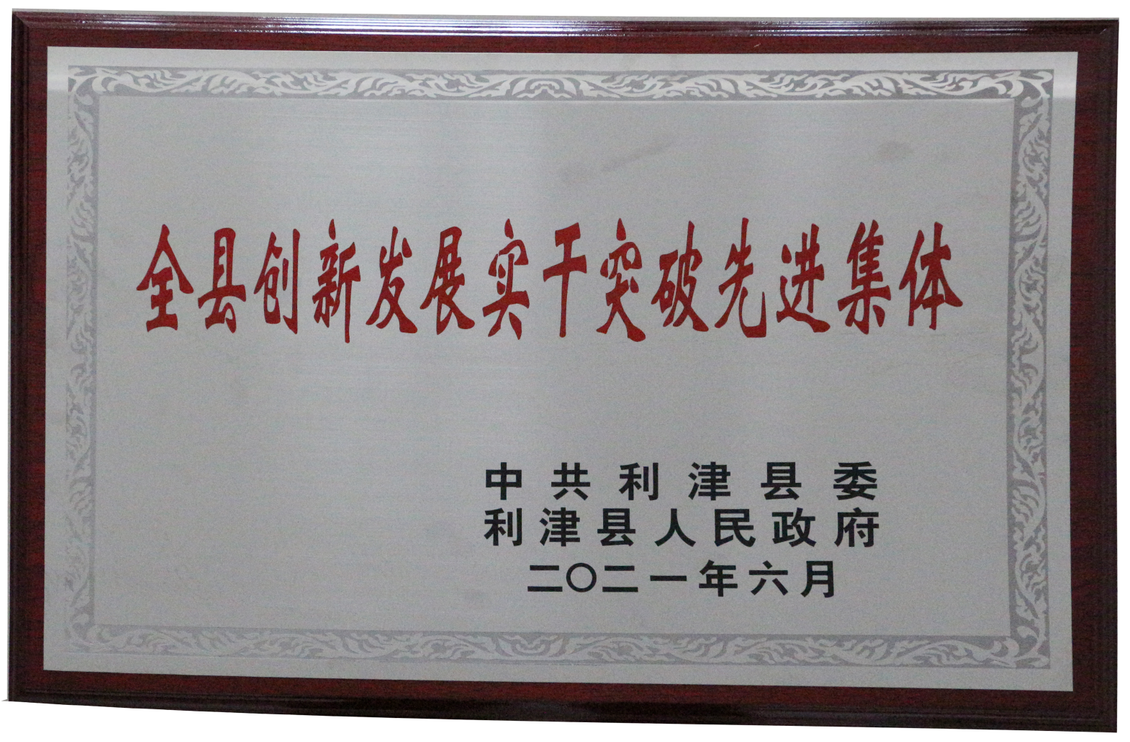 全县创新发展实干突破先进集体
中共利津县委
利津县人民政府
二〇二一年六月